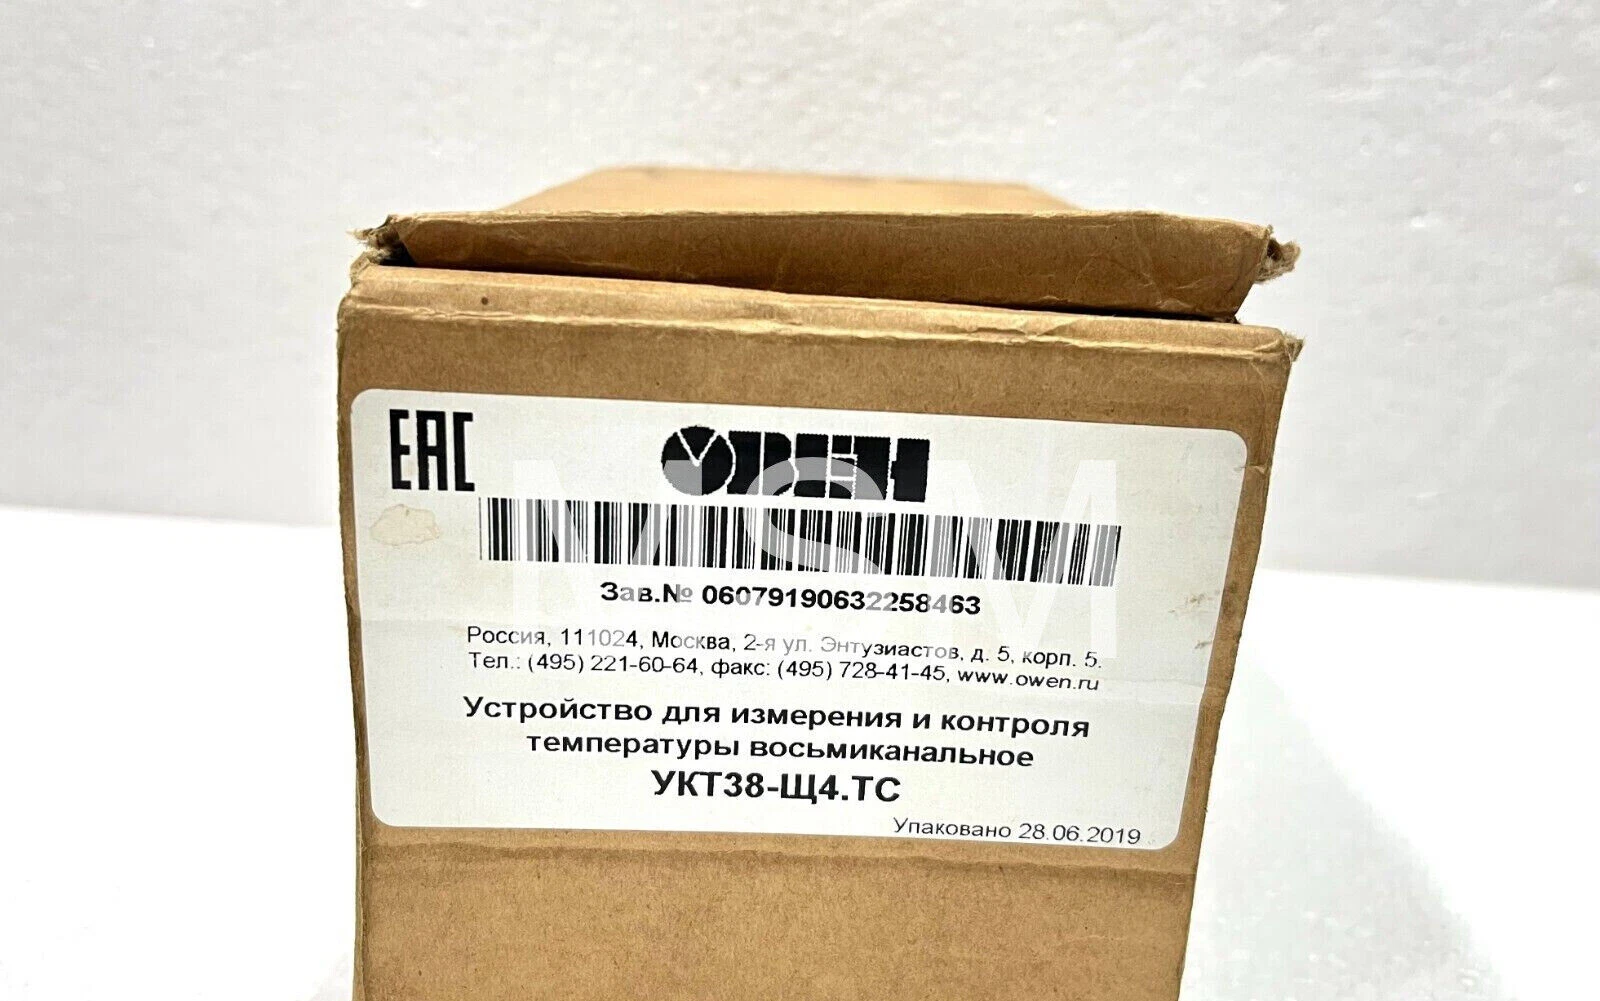 EAC
ОВЕН
MSM
Зав.№ 06079190632258463
Россия, 111024, Москва, 2-я ул. Энтузиастов, д. 5, корп. 5.
Тел.: (495) 221-60-64, факс: (495) 728-41-45, www.owen.ru
Устройство для измерения и контроля
температуры восьмиканальное
УКТ38-Щ4.ТС
Упаковано 28.06.2019